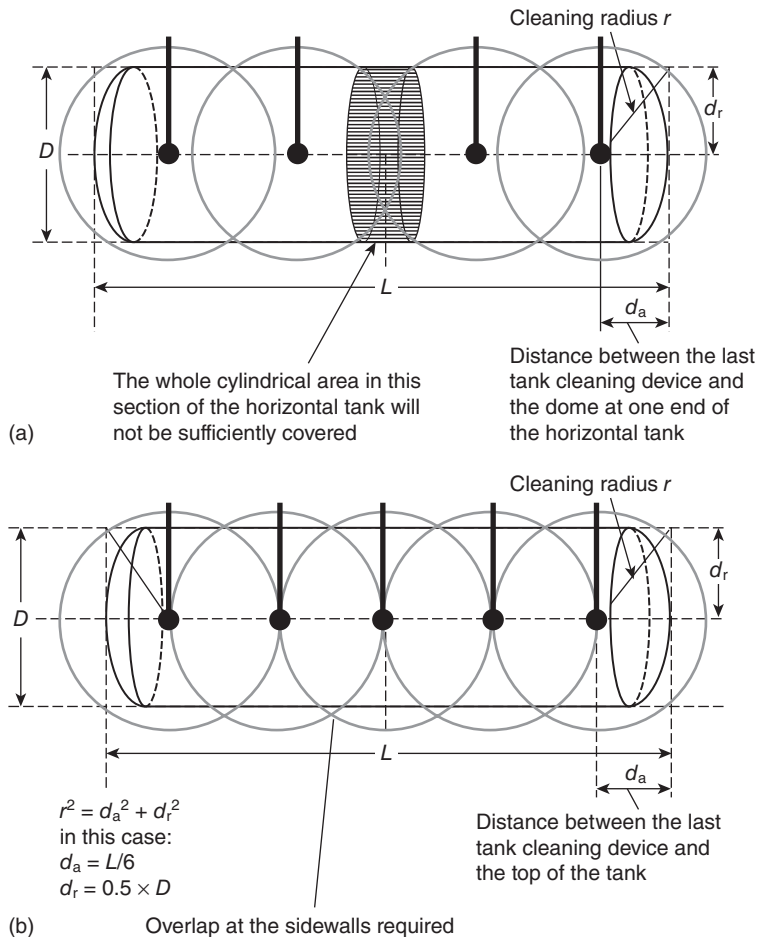 Cleaning radius r
D
dr
L
da
The whole cylindrical area in this
section of the horizontal tank will
not be sufficiently covered
Distance between the last
tank cleaning device and
the dome at one end of
the horizontal tank
(a)
Cleaning radius r
D
dr
L
da
r² = da² + dr²
in this case:
da = L/6
dr = 0.5 × D
Distance between the last
tank cleaning device and
the top of the tank
(b)
Overlap at the sidewalls required